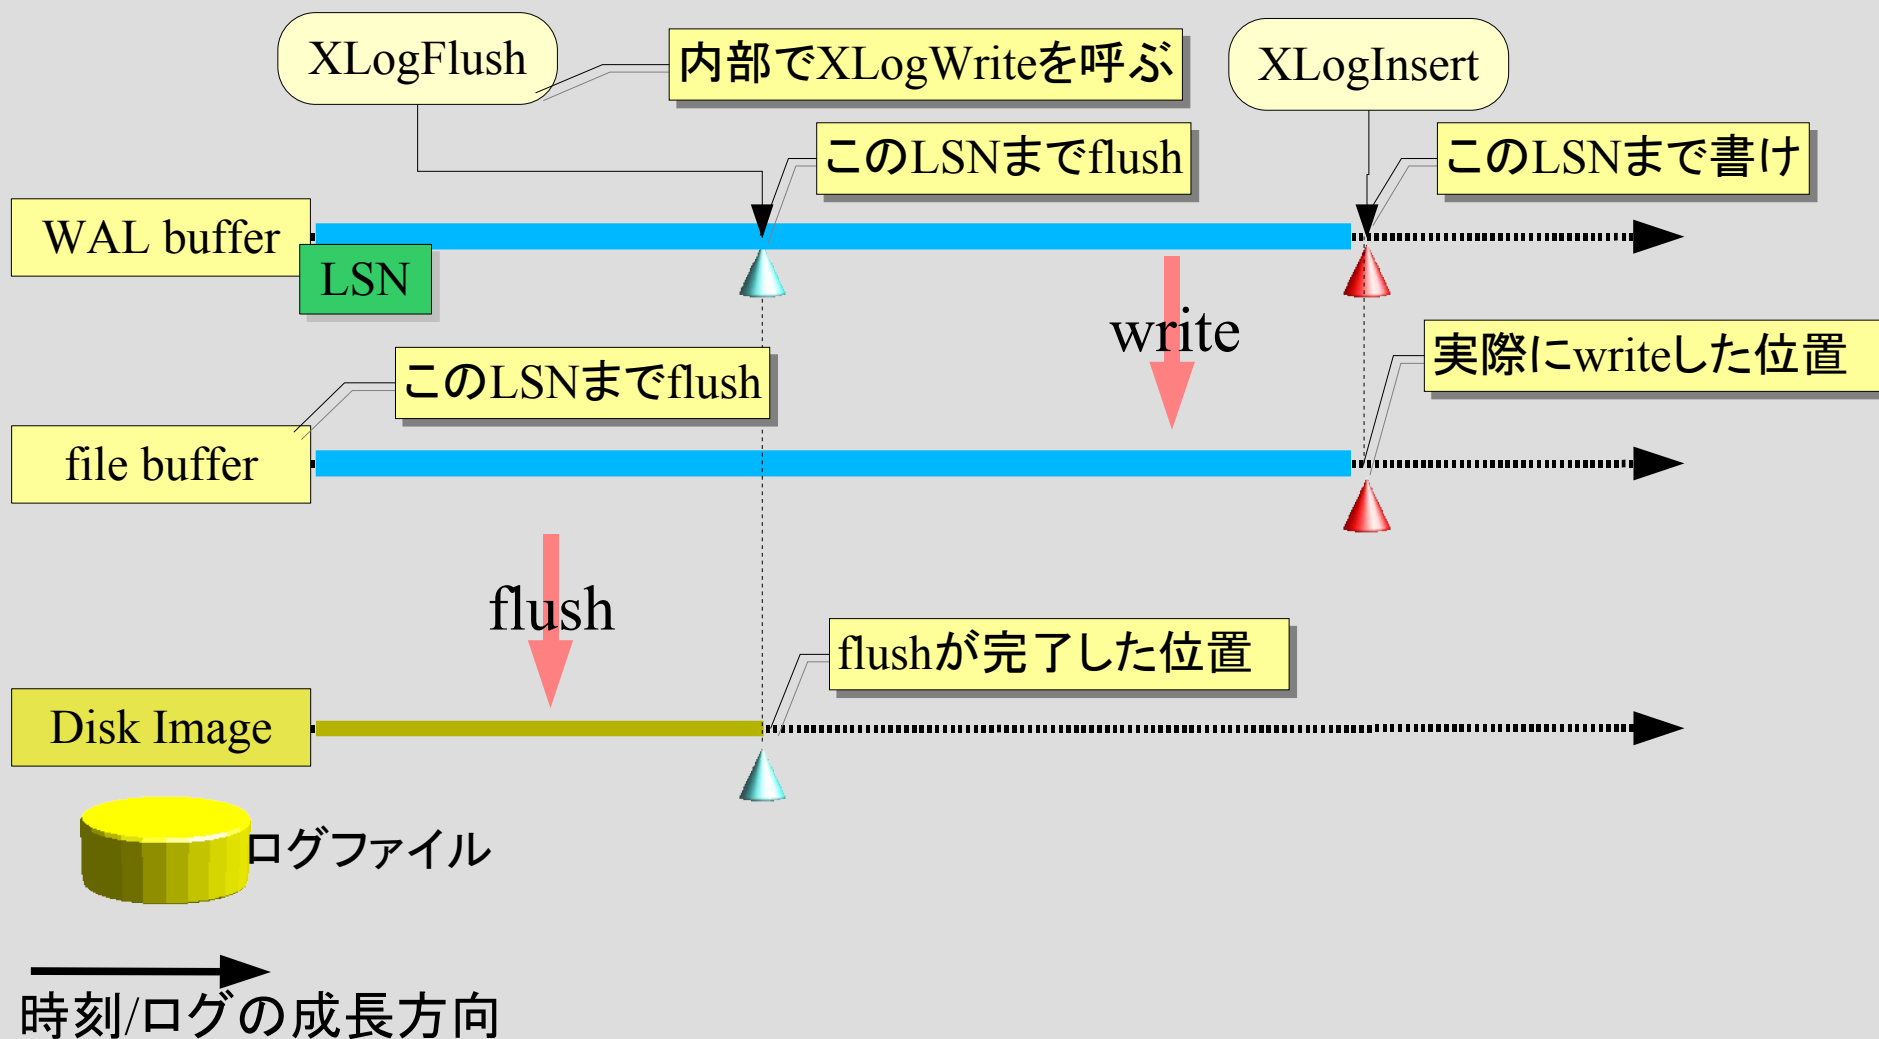 XLogFlush
内部でXLogWriteを呼ぶ
XLogInsert
このLSNまでflush
このLSNまで書け
WAL buffer
LSN
write
実際にwriteした位置
このLSNまでflush
file buffer
flush
flushが完了した位置
Disk Image
ログファイル
時刻/ログの成長方向